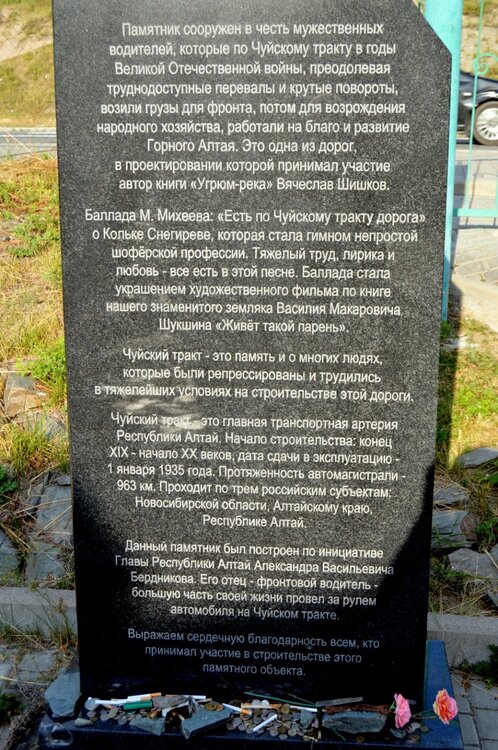 Памятник сооружен в честь мужественных
водителей, которые по Чуйскому тракту в годы
Великой Отечественной войны, преодолевая
труднодоступные перевалы и крутые повороты,
возили грузы для фронта, потом для возрождения
народного хозяйства, работали на благо и развитие
Горного Алтая. Это одна из дорог,
в проектировании которой принимал участие
автор книги «Угрюм-река» Вячеслав Шишков.
Баллада М. Михеева: «Есть по Чуйскому тракту дорога»
о Кольке Снегиреве, которая стала гимном непростой
шофёрской профессии. Тяжелый труд, лирика и
любовь - все есть в этой песне. Баллада стала
украшением художественного фильма по книге
нашего знаменитого земляка Василия Макаровича
Шукшина «Живёт такой парень».
Чуйский тракт - это память и о многих людях,
которые были репрессированы и трудились
в тяжелейших условиях на строительстве этой дороги.
Чуйский тракт - это главная транспортная артерия
Республики Алтай. Начало строительства: конец
XIX - начало XX веков, дата сдачи в эксплуатацию -
1 января 1935 года. Протяженность автомагистрали -
963 км. Проходит по трем российским субъектам:
Новосибирской области, Алтайскому краю,
Республике Алтай.
Данный памятник был построен по инициативе
Главы Республики Алтай Александра Васильевича
Бердникова. Его отец - фронтовой водитель -
большую часть своей жизни провел за рулем
автомобиля на Чуйском тракте.
Выражаем сердечную благодарность всем, кто
принимал участие в строительстве этого
памятного объекта.